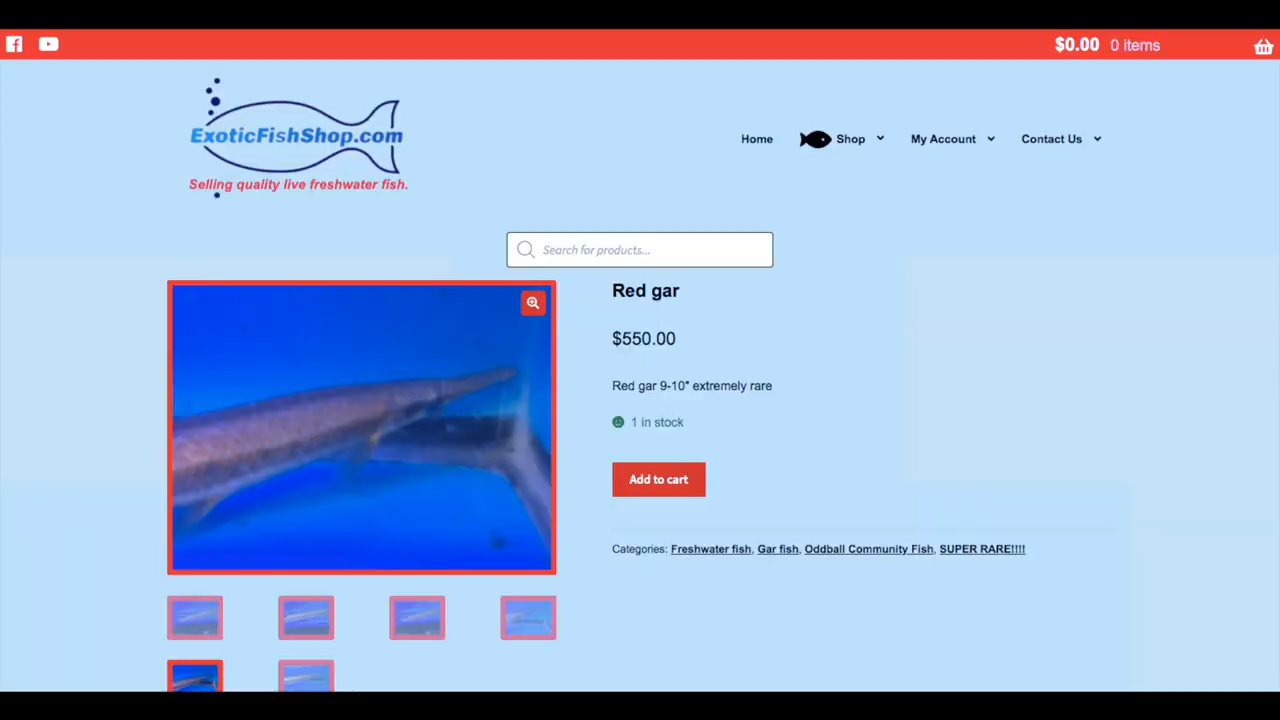 $0.00 0 items
ExoticFishShop.com
Selling quality live freshwater fish.
Home Shop My Account Contact Us
Search for products...
Red gar
$550.00
Red gar 9-10" extremely rare
1 in stock
Add to cart
Categories: Freshwater fish, Gar fish, Oddball Community Fish, SUPER RARE!!!!